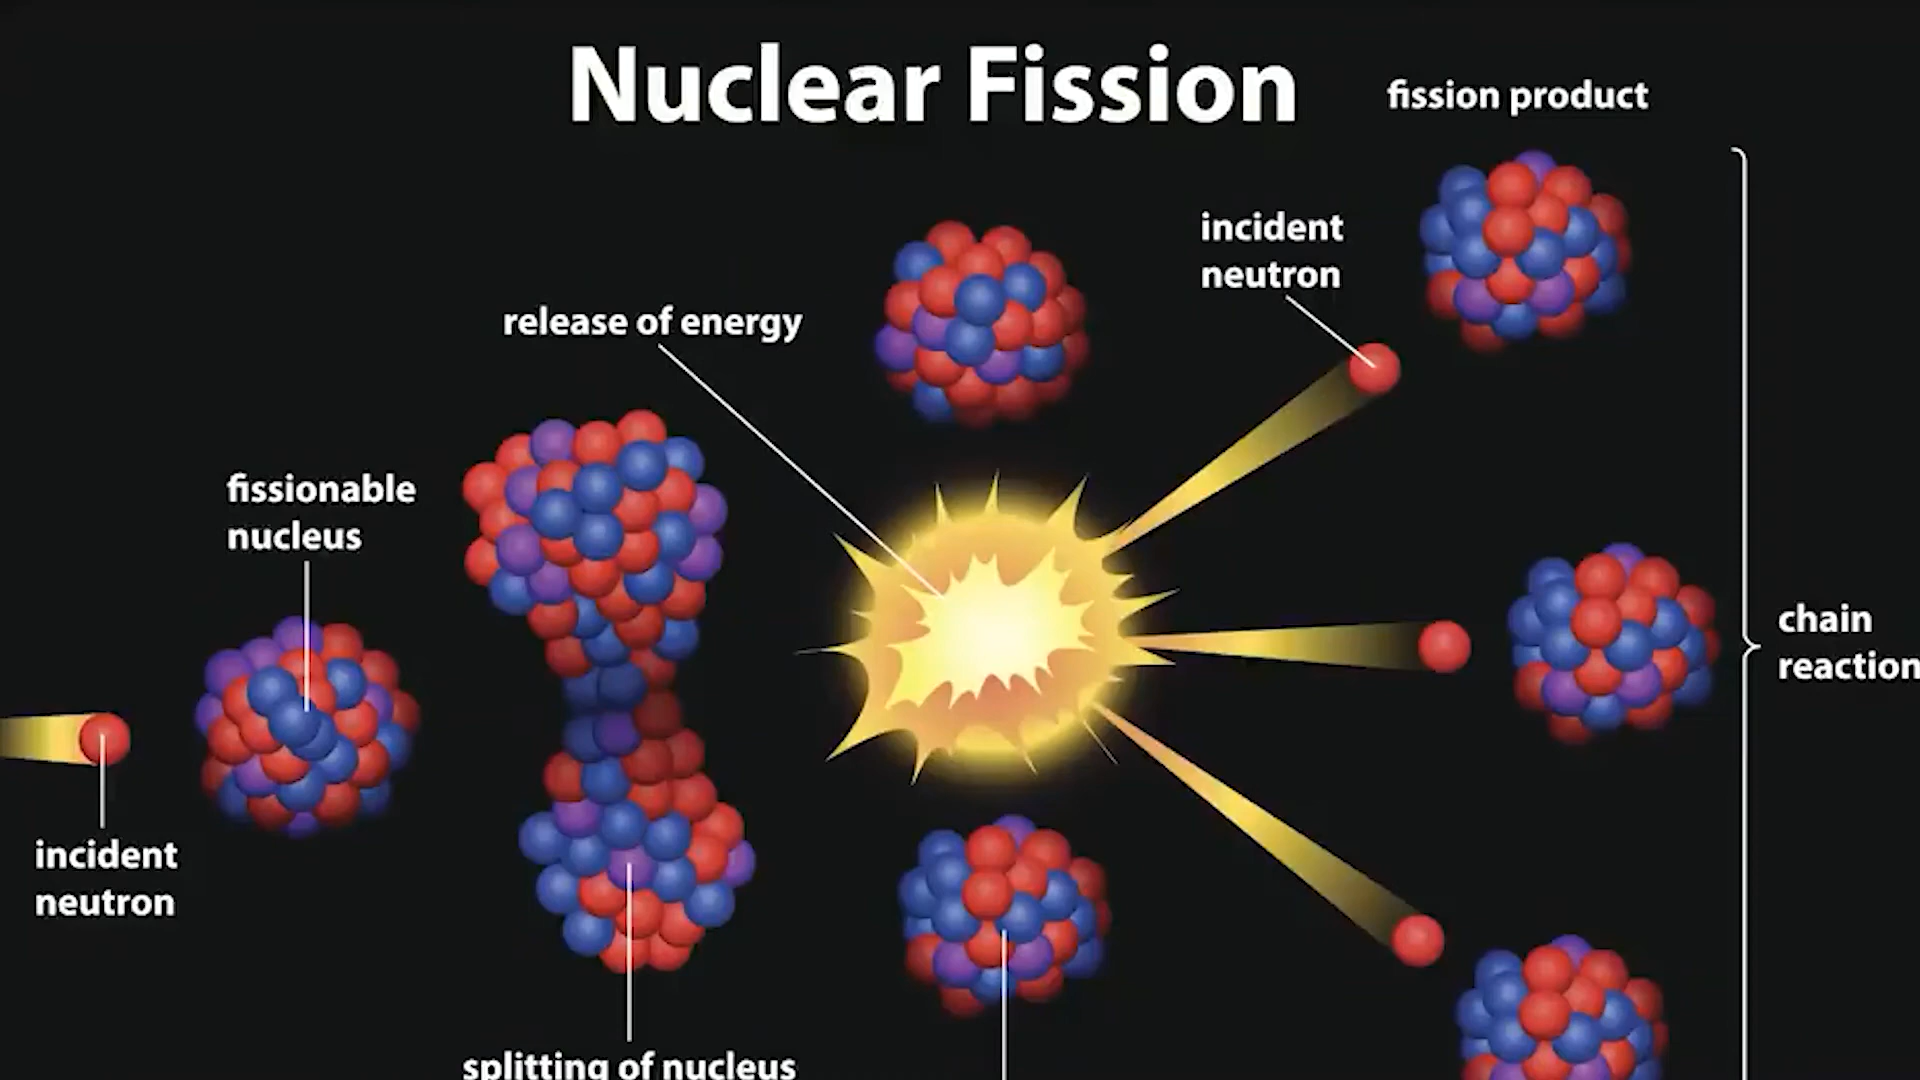 Nuclear Fission
fission product
incident
neutron
release of energy
fissionable
nucleus
chain
reaction
incident
neutron
splitting of nucleus